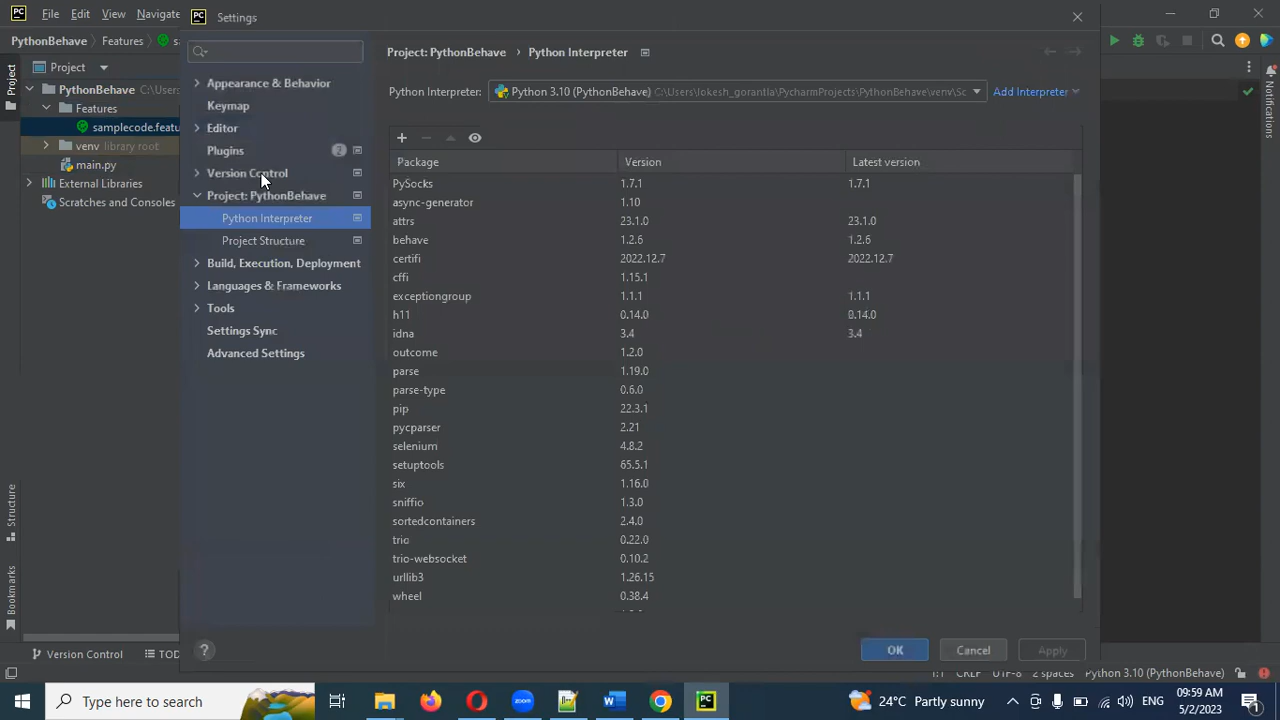 PC File Edit View Navigate
PC Settings
PythonBehave Features
Project: PythonBehave › Python Interpreter
Project
Project
Appearance & Behavior
PythonBehave C:\Users
Python Interpreter: Python 3.10 (PythonBehave) C:\Users\lokesh_gorantla\PycharmProjects\PythonBehave\venv\Sc Add Interpreter
Keymap
Features
Notifications
Editor
samplecode.featu
Plugins 2
venv library root
Package Version Latest version
Version Control
main.py
PySocks 1.7.1 1.7.1
External Libraries
Project: PythonBehave
async-generator 1.10
Scratches and Consoles
Python Interpreter
attrs 23.1.0 23.1.0
Project Structure
behave 1.2.6 1.2.6
Build, Execution, Deployment
certifi 2022.12.7 2022.12.7
cffi 1.15.1
Languages & Frameworks
exceptiongroup 1.1.1 1.1.1
Tools
h11 0.14.0 0.14.0
Settings Sync
idna 3.4 3.4
Advanced Settings
outcome 1.2.0
parse 1.19.0
parse-type 0.6.0
pip 22.3.1
pycparser 2.21
selenium 4.8.2
setuptools 65.5.1
six 1.16.0
Structure
sniffio 1.3.0
sortedcontainers 2.4.0
trio 0.22.0
trio-websocket 0.10.2
urllib3 1.26.15
Bookmarks
wheel 0.38.4
? OK Cancel Apply
Version Control TOD
CRLF UTF-8 2 spaces Python 3.10 (PythonBehave)
Type here to search zoom W PC 24°C Partly sunny ENG 09:59 AM
5/2/2023 1